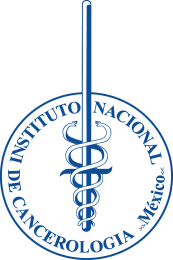 INSTITUTO NACIONAL
DE CANCEROLOGIA
»México«